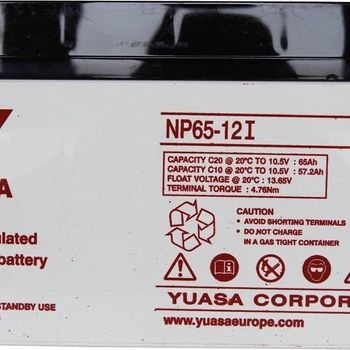 NP65-12I
CAPACITY C20 @ 20°C TO 10.5V : 65Ah
CAPACITY C10 @ 20°C TO 10.5V : 57.2Ah
FLOAT VOLTAGE @ 20°C : 13.65V
TERMINAL TORQUE : 4.76Nm
A
ulated
battery
STANDBY USE
CAUTION
• AVOID SHORTING TERMINALS
• DO NOT CHARGE
IN A GAS TIGHT CONTAINER
YUASA CORPOR
www.yuasaeurope.com